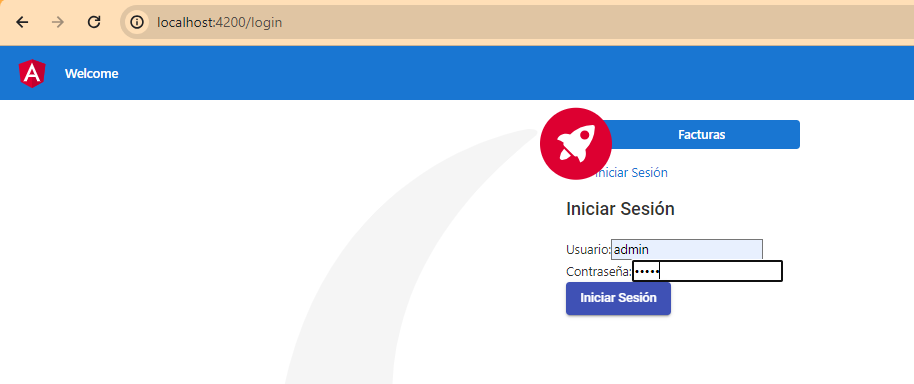 localhost:4200/login
Welcome
Facturas
Iniciar Sesión
Iniciar Sesión
Usuario:admin
Contraseña:•••••
Iniciar Sesión